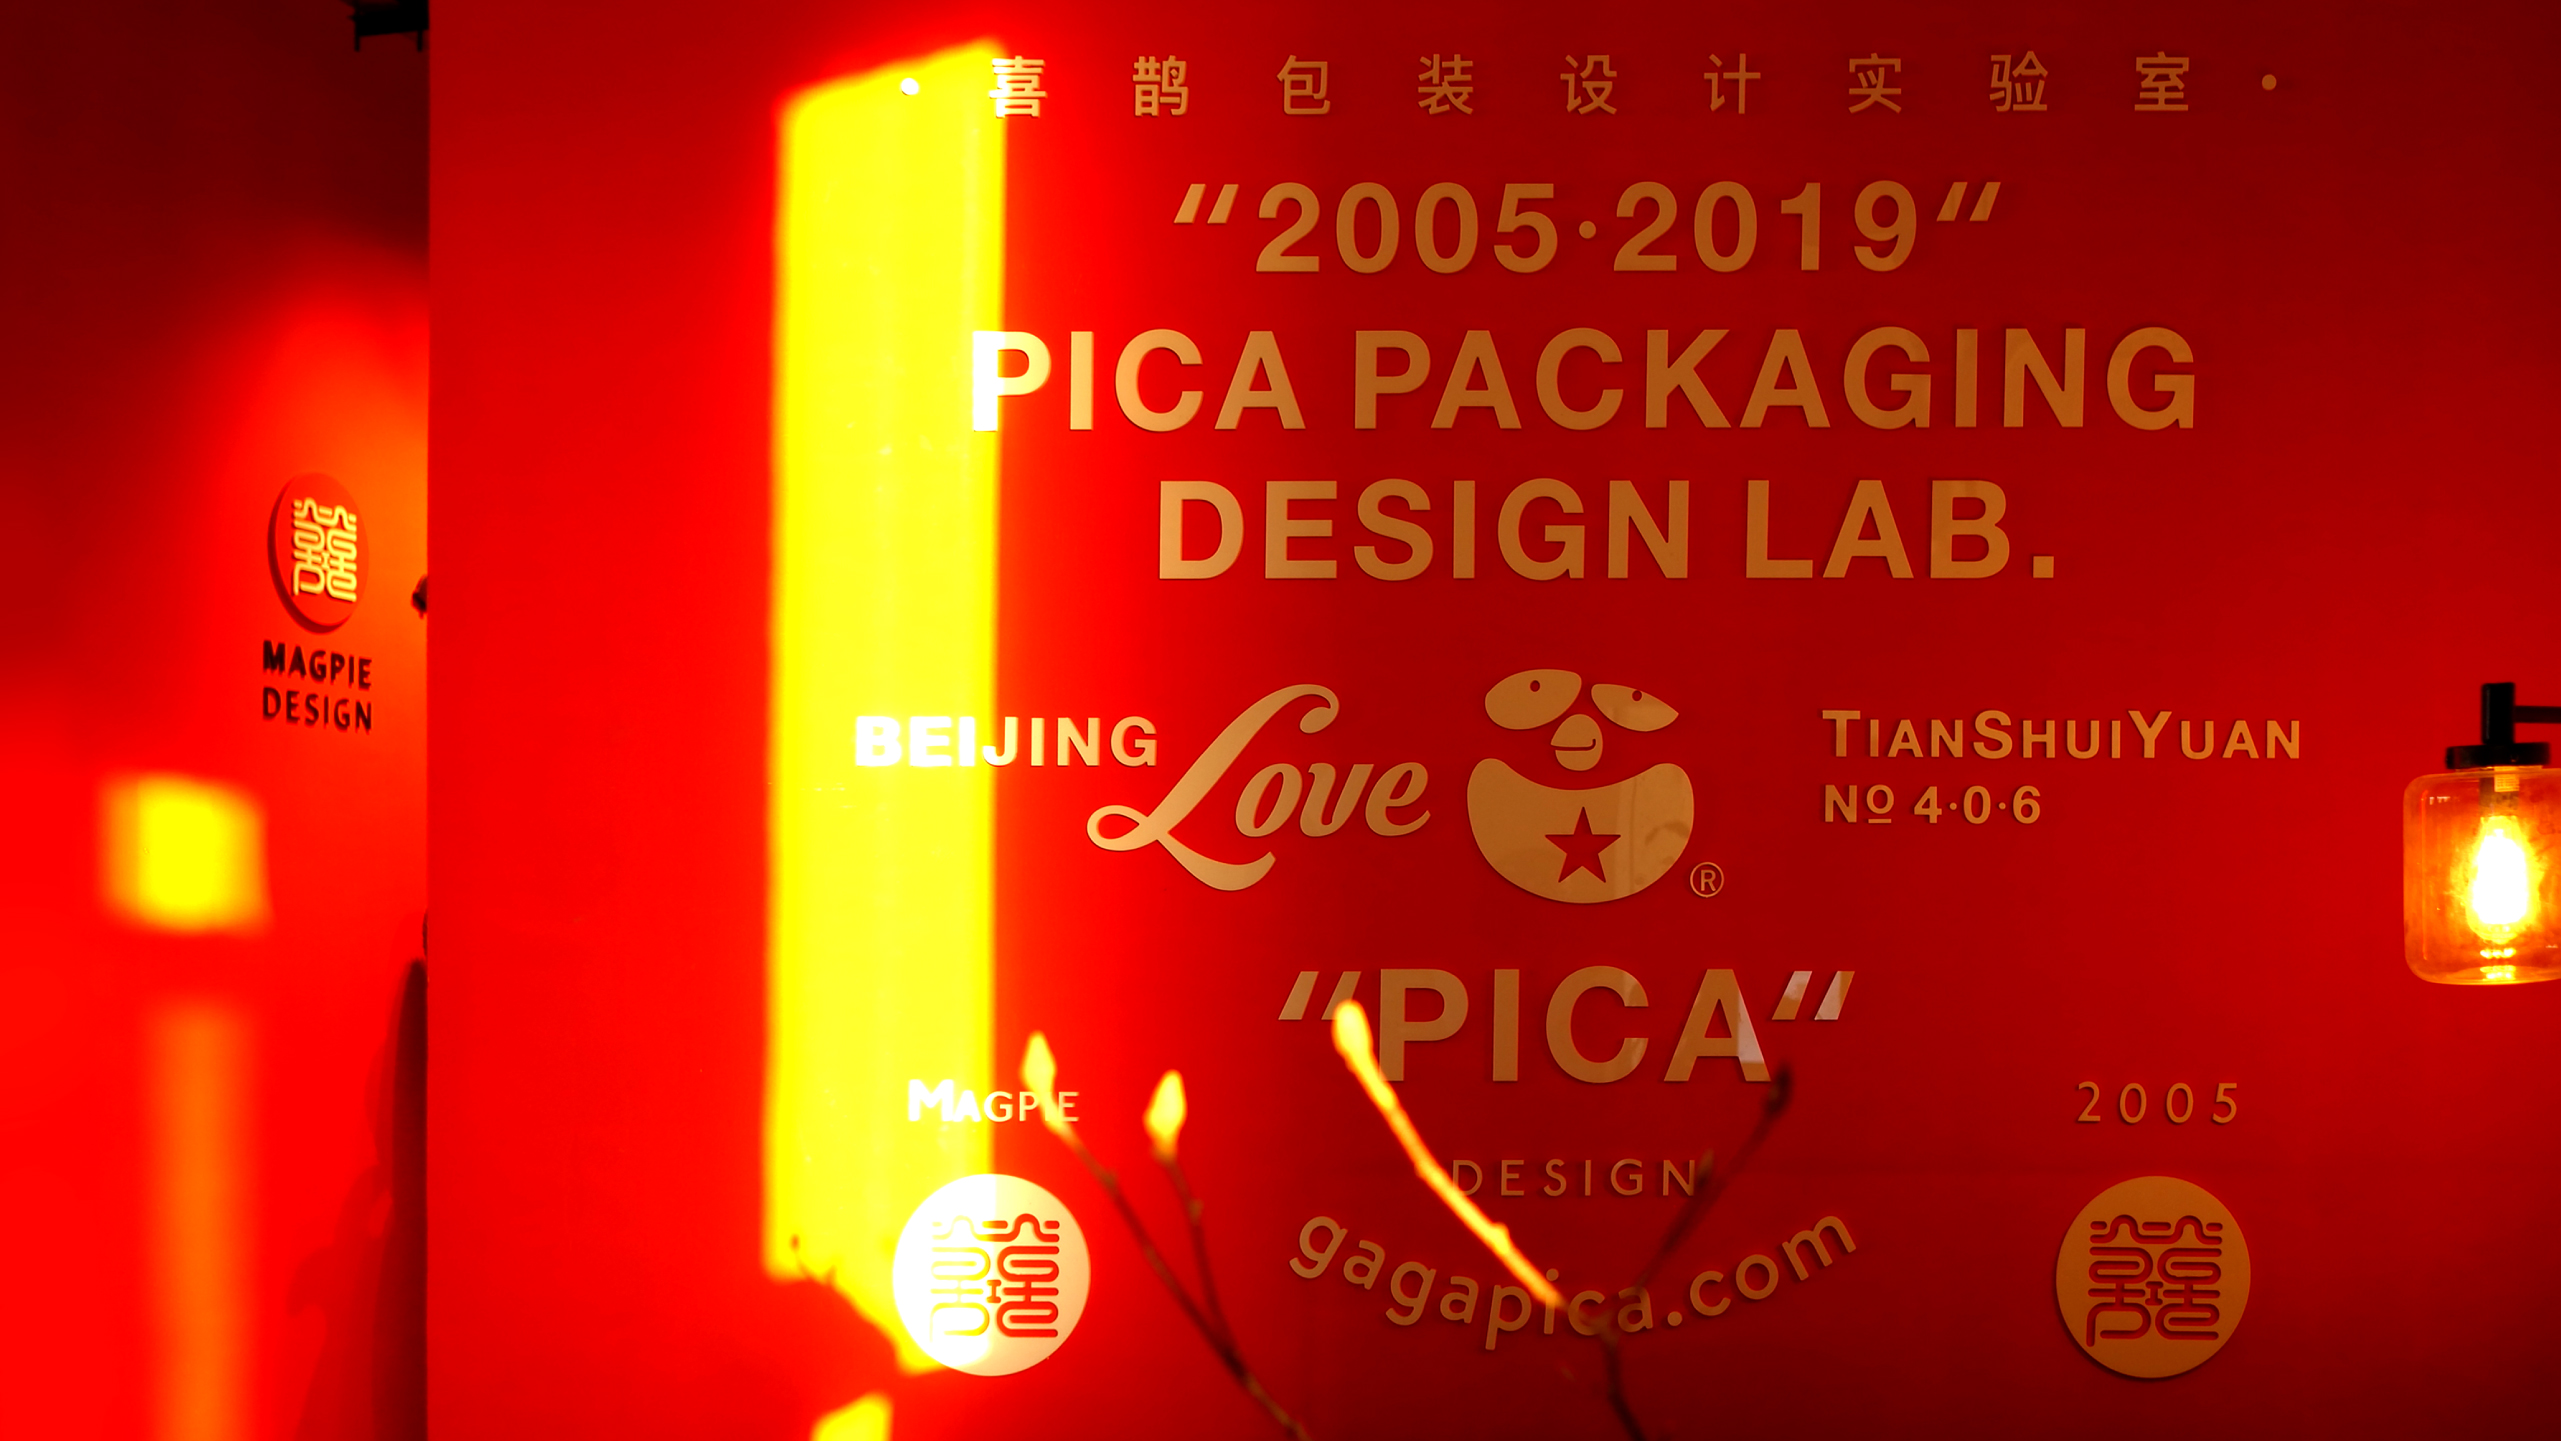 ·喜鹊包装设计实验室·
“2005·2019“
PICA PACKAGING
DESIGN LAB.
MAGPIE
DESIGN
BEIJING Love
®
TIANSHUIYUAN
Nº 4·0·6
“PICA“
MAGPIE
2005
DESIGN
gagapica.com